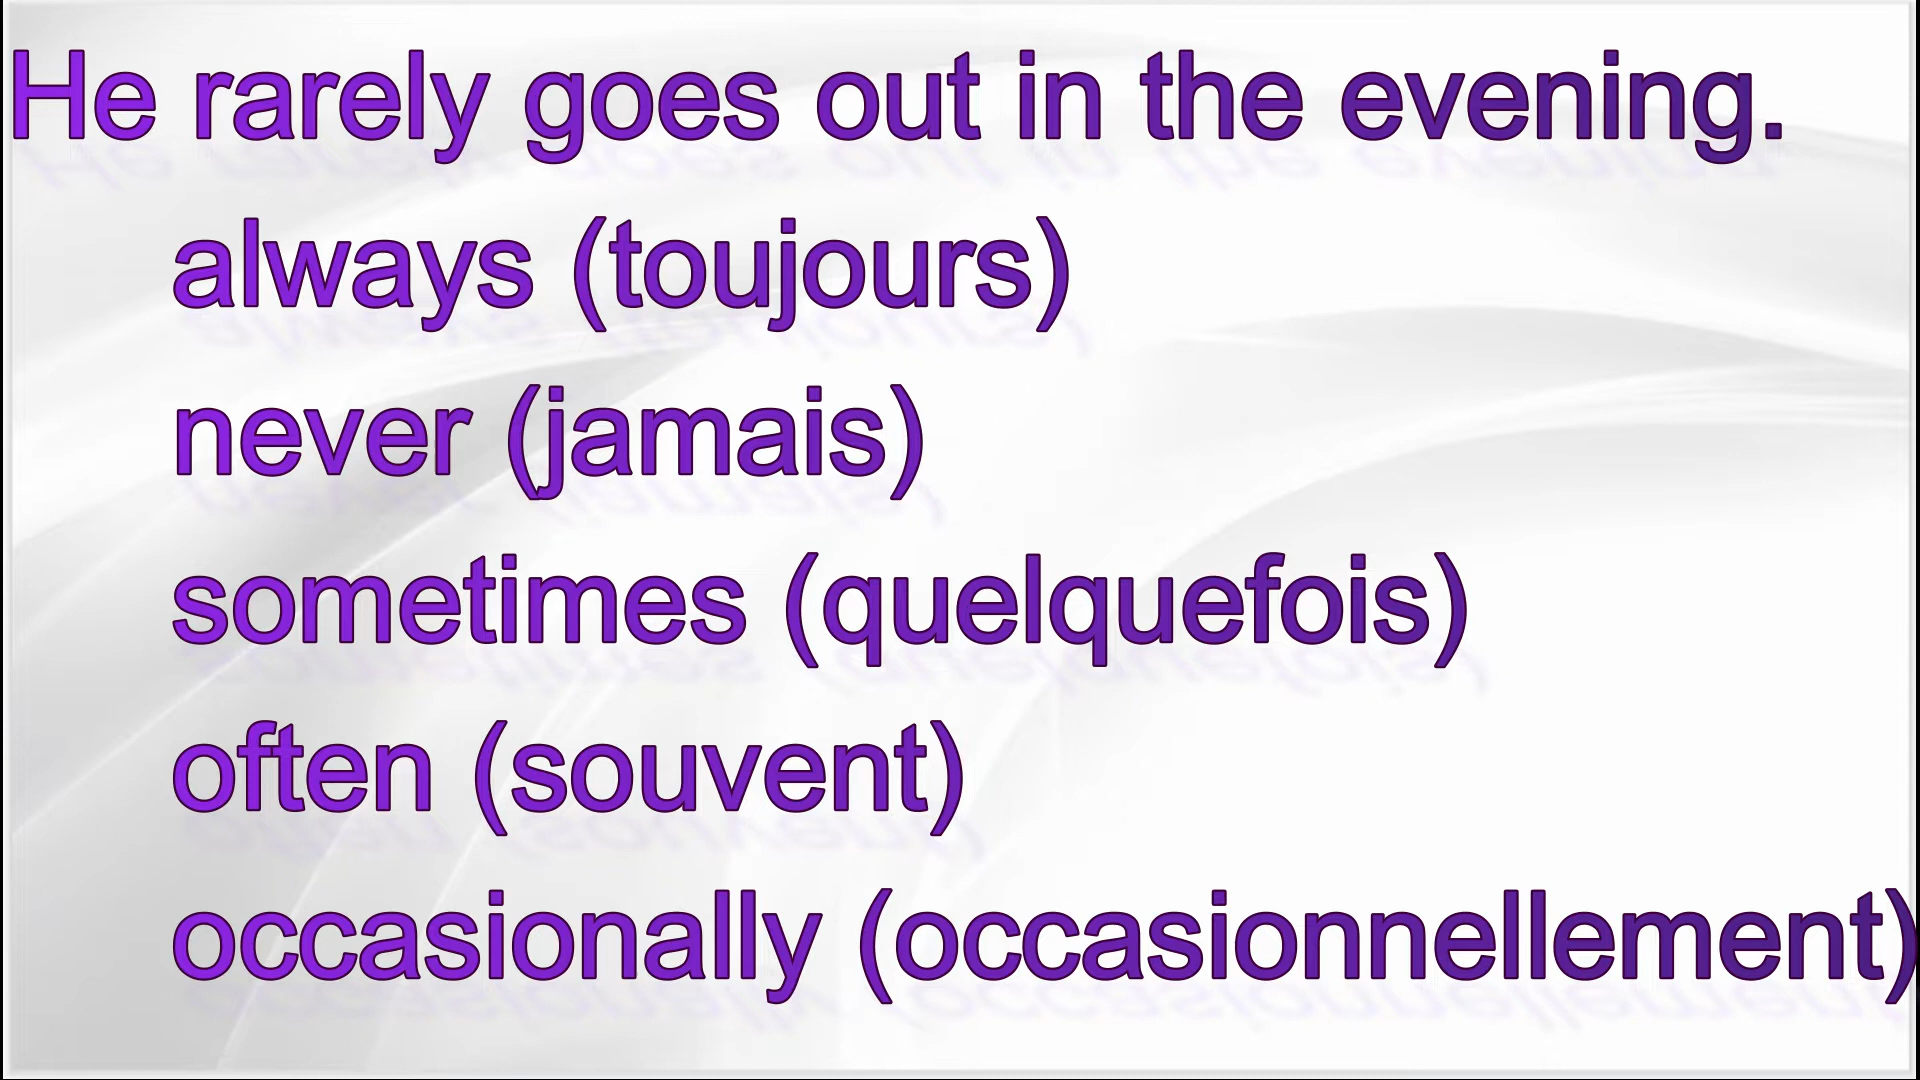 He rarely goes out in the evening.
always (toujours)
never (jamais)
sometimes (quelquefois)
often (souvent)
occasionally (occasionnellement)